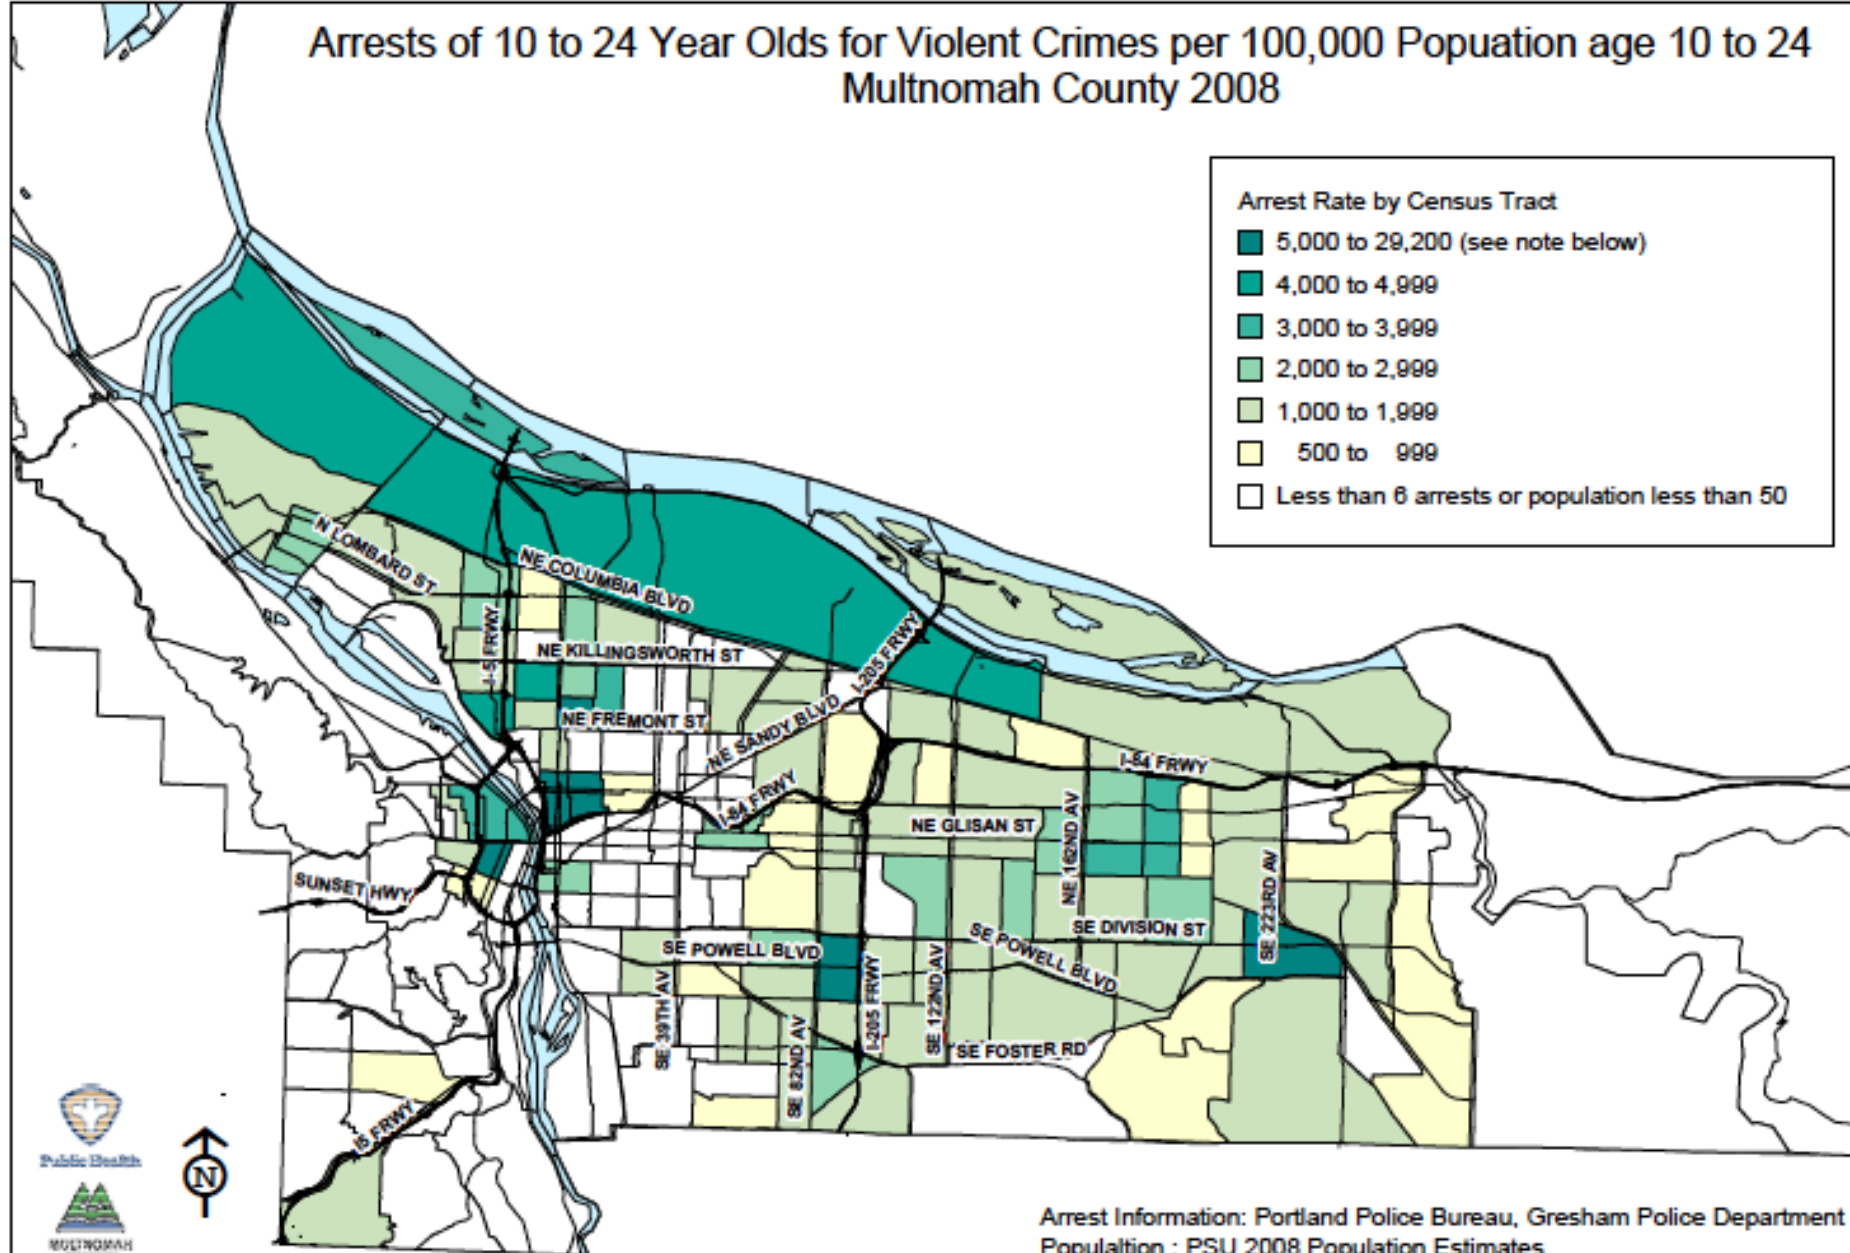 Arrests of 10 to 24 Year Olds for Violent Crimes per 100,000 Popuation age 10 to 24
Multnomah County 2008
Arrest Rate by Census Tract
5,000 to 29,200 (see note below)
4,000 to 4,999
3,000 to 3,999
2,000 to 2,999
1,000 to 1,999
500 to 999
Less than 6 arrests or population less than 50
N LOMBARD ST
NE COLUMBIA BLVD
I-5 FRWY
NE KILLINGSWORTH ST
I-205 FRWY
NE FREMONT ST
NE SANDY BLVD
I-84 FRWY
I-84 FRWY
NE GLISAN ST
NE 162ND AV
SUNSET HWY
SE 223RD AV
SE DIVISION ST
SE POWELL BLVD
SE POWELL BLVD
SE 39TH AV
I-205 FRWY
SE 122ND AV
SE 82ND AV
SE FOSTER RD
I5 FRWY
Public Health
N
MULTNOMAH
Arrest Information: Portland Police Bureau, Gresham Police Department
Populaltion : PSU 2008 Population Estimates